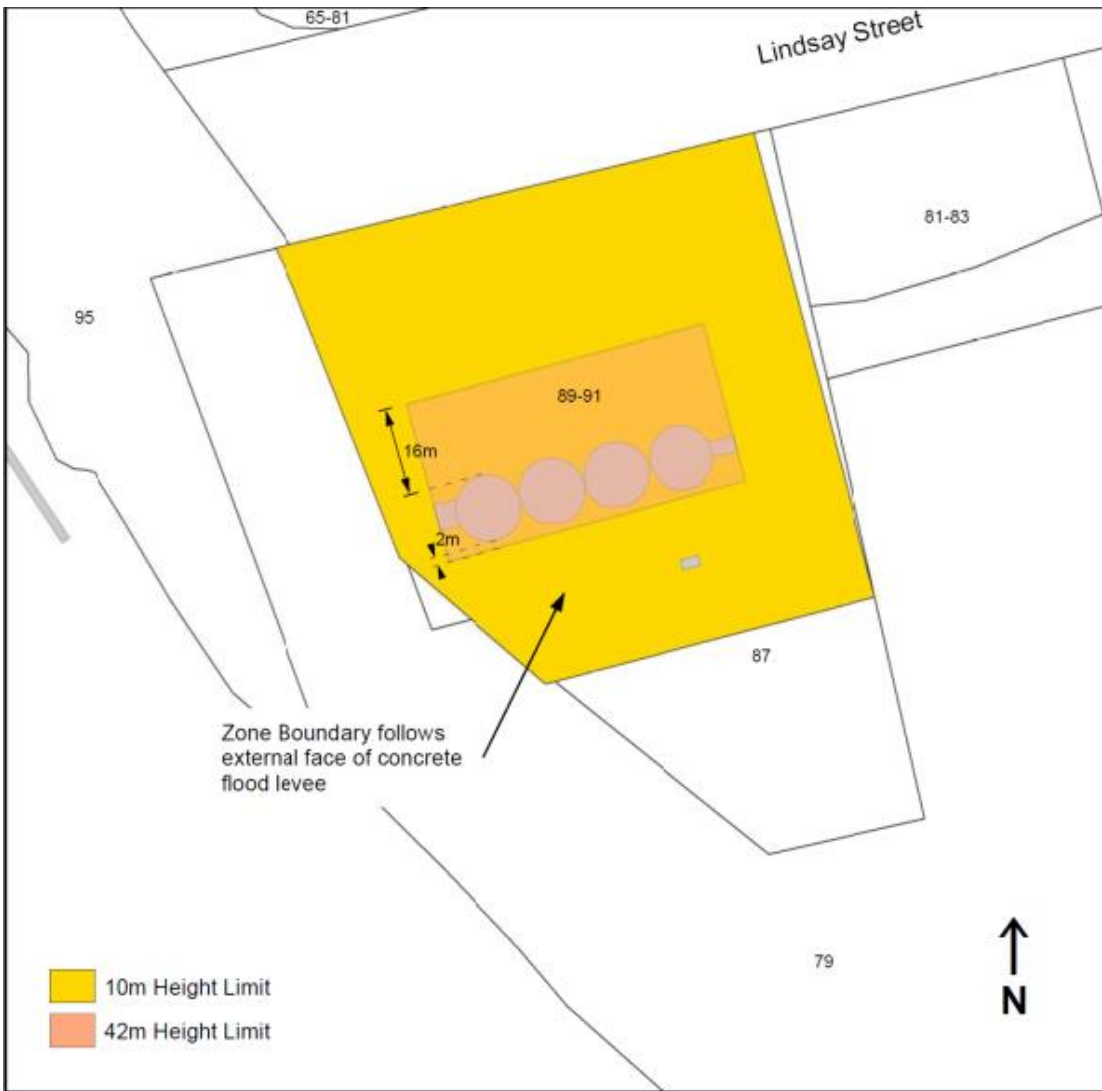 65-81
Lindsay Street
81-83
95
89-91
16m
2m
87
Zone Boundary follows
external face of concrete
flood levee
79
N
10m Height Limit
42m Height Limit